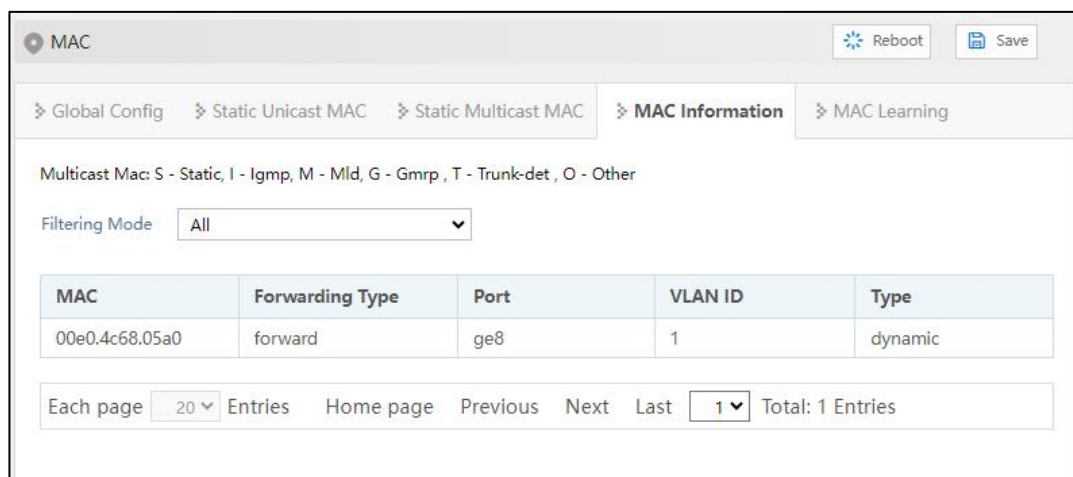 MAC Reboot Save
Global Config Static Unicast MAC Static Multicast MAC MAC Information MAC Learning
Multicast Mac: S - Static, I - Igmp, M - Mld, G - Gmrp , T - Trunk-det , O - Other
Filtering Mode All
MAC Forwarding Type Port VLAN ID Type
00e0.4c68.05a0 forward ge8 1 dynamic
Each page 20 Entries Home page Previous Next Last 1 Total: 1 Entries